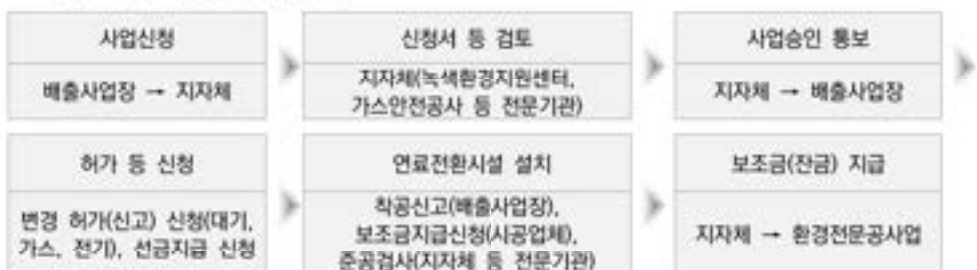 사업신청
배출사업장 → 지자체
신청서 등 검토
지자체(녹색환경지원센터,
가스안전공사 등 전문기관)
사업승인 통보
지자체 → 배출사업장
허가 등 신청
변경 허가(신고) 신청(대기,
가스, 전기), 선급지급 신청
연료전환시설 설치
착공신고(배출사업장),
보조금지급신청(시공업체),
준공검사(지자체 등 전문기관)
보조금(잔금) 지급
지자체 → 환경전문공사업